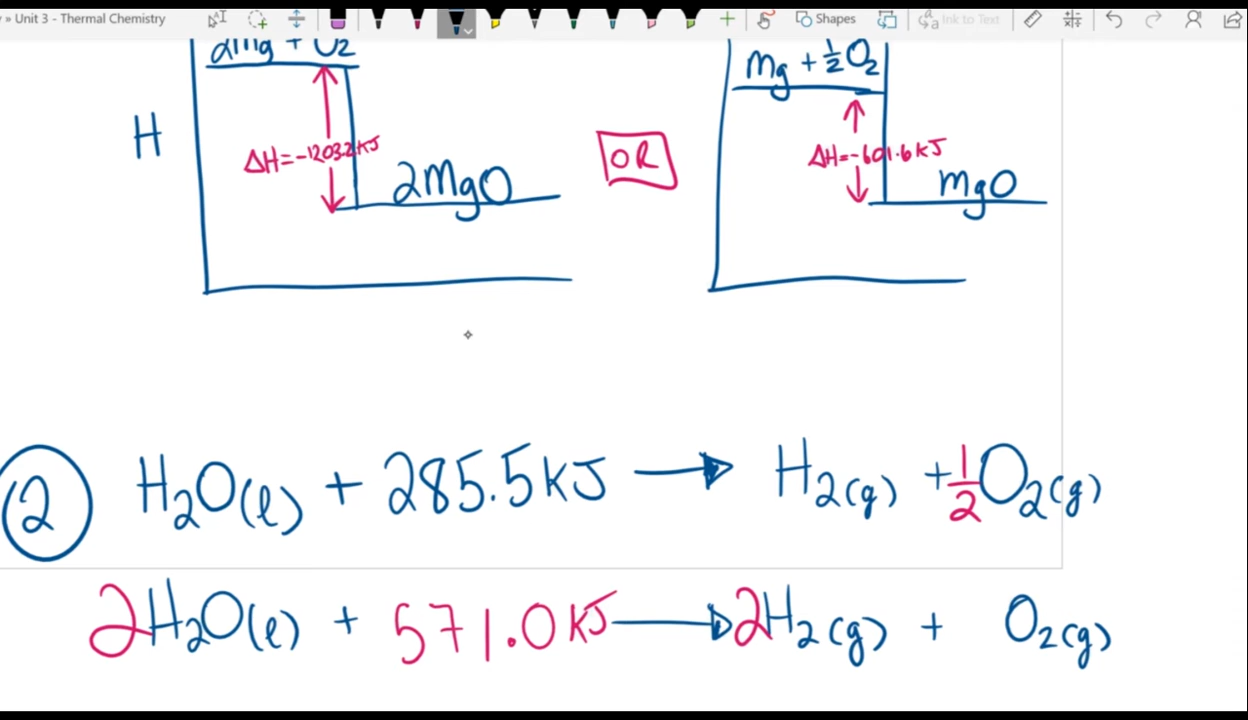 » Unit 3 - Thermal Chemistry
Shapes
Ink to Text
2Mg + O2
Mg + ½O2
H
ΔH=-1203.2kJ
OR
ΔH=-601.6kJ
2MgO
MgO
2 H2O(l) + 285.5kJ → H2(g) + ½O2(g)
2H2O(l) + 571.0kJ → 2H2(g) + O2(g)